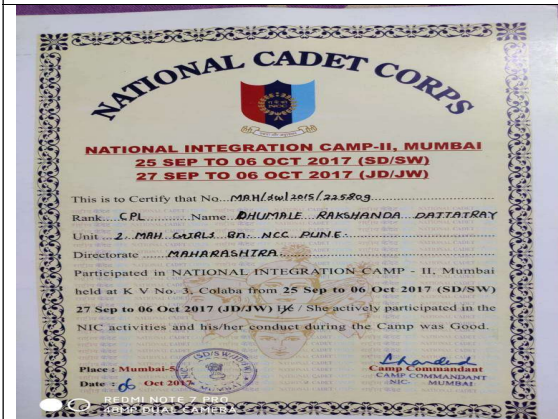 NATIONAL CADET CORPS
NATIONAL INTEGRATION CAMP-II, MUMBAI
25 SEP TO 06 OCT 2017 (SD/SW)
27 SEP TO 06 OCT 2017 (JD/JW)
This is to Certify that No...MAH/SW/2015/225809
Rank...CPL...Name...DHUMALE RAKSHANDA DATTATRAY
Unit...2 MAH GIRLS BN. NCC PUNE.
Directorate...MAHARASHTRA
Participated in NATIONAL INTEGRATION CAMP - II, Mumbai
held at K V No. 3, Colaba from 25 Sep to 06 Oct 2017 (SD/SW)
27 Sep to 06 Oct 2017 (JD/JW) He / She actively participated in the
NIC activities and his/her conduct during the Camp was Good.
Place : Mumbai-5
Date : 06 Oct 2017
(SD/SW/JD/JW)
Camp Commandant
CAMP COMMANDANT
NIC MUMBAI
REDMI NOTE 7 PRO
48MP DUAL CAMERA